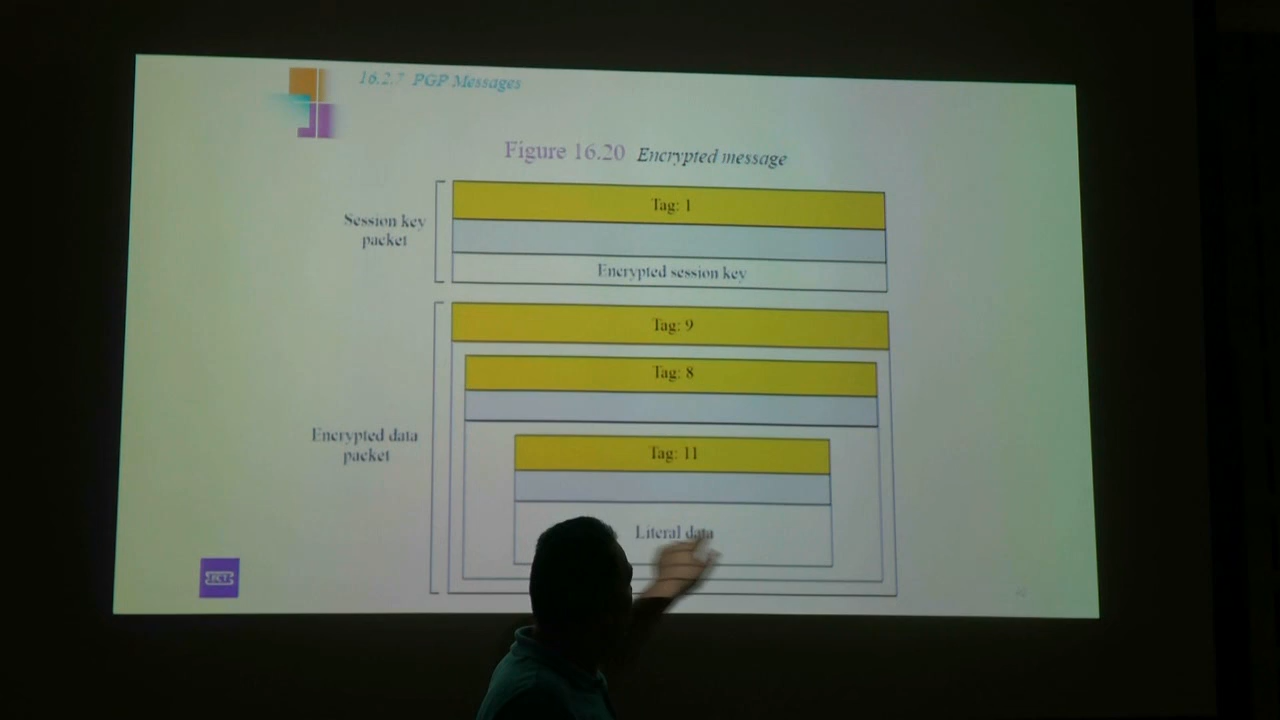 16.2.7 PGP Messages
Figure 16.20 Encrypted message
Session key
packet
Tag: 1
Encrypted session key
Encrypted data
packet
Tag: 9
Tag: 8
Tag: 11
Literal data